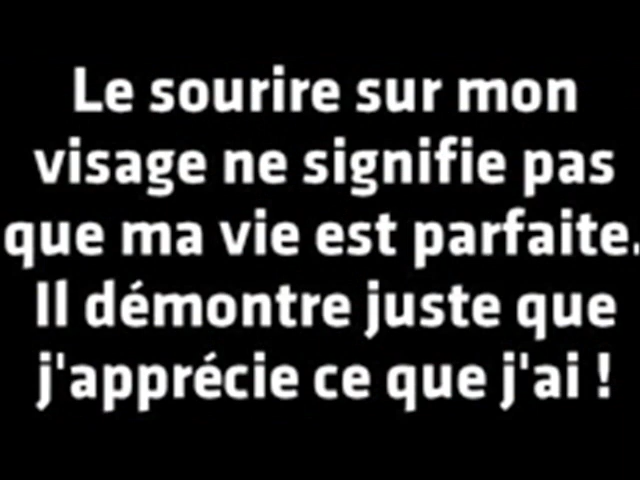 Le sourire sur mon
visage ne signifie pas
que ma vie est parfaite.
Il démontre juste que
j'apprécie ce que j'ai !